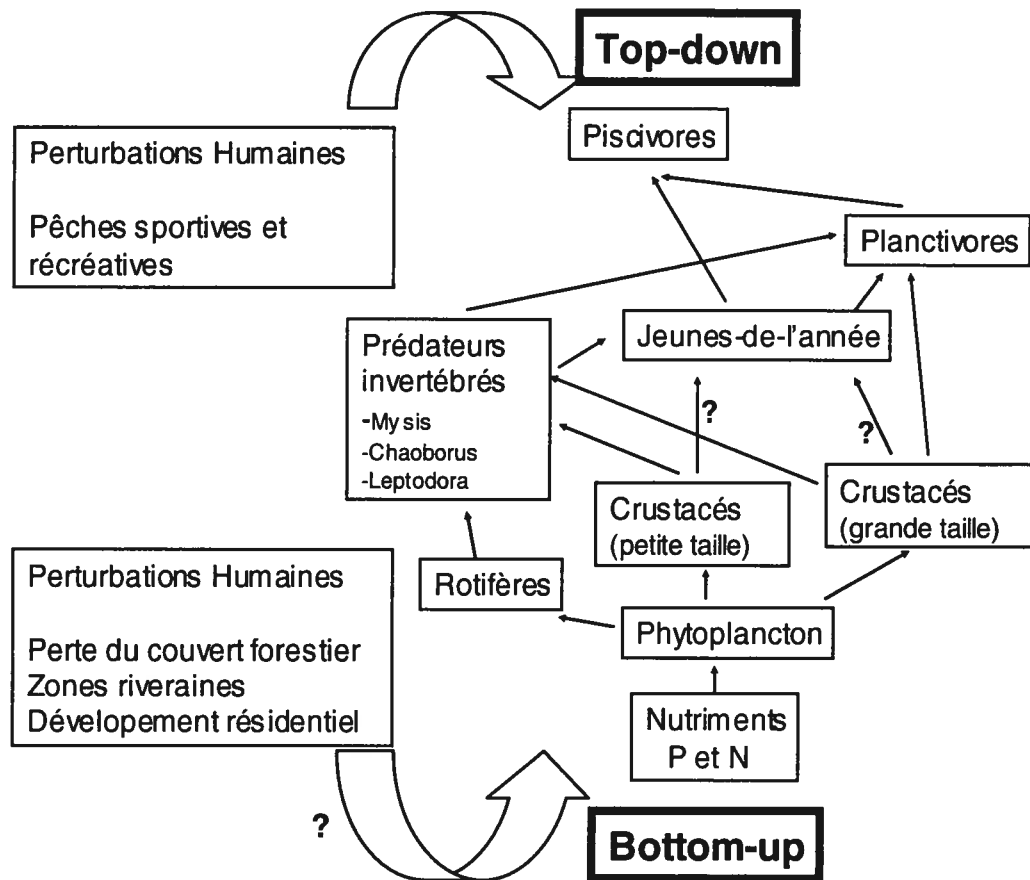 Top-down
Piscivores
Perturbations Humaines
Pêches sportives et
récréatives
Planctivores
Jeunes-de-l'année
Prédateurs
invertébrés
-Mysis
-Chaoborus
-Leptodora
?
?
Crustacés
(petite taille)
Crustacés
(grande taille)
Perturbations Humaines
Perte du couvert forestier
Zones riveraines
Dévelopement résidentiel
Rotifères
Phytoplancton
Nutriments
P et N
?
Bottom-up